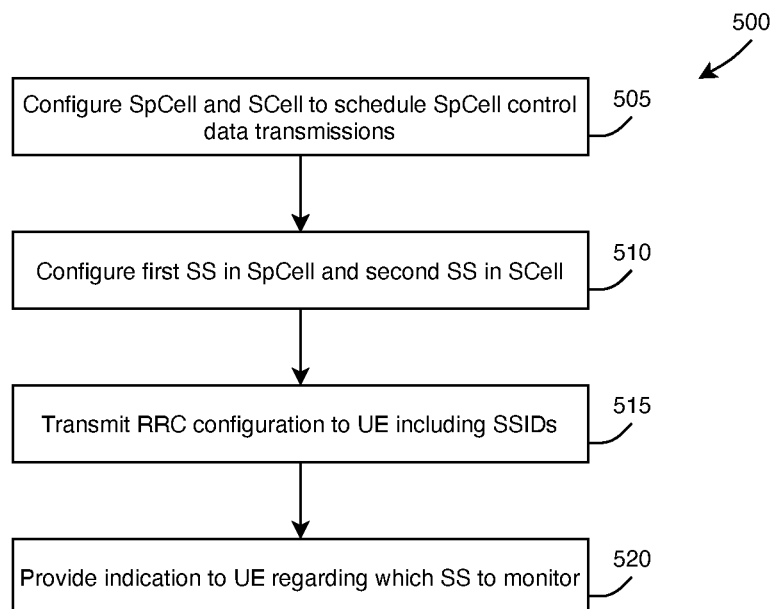 500
Configure SpCell and SCell to schedule SpCell control
data transmissions
505
Configure first SS in SpCell and second SS in SCell
510
Transmit RRC configuration to UE including SSIDs
515
Provide indication to UE regarding which SS to monitor
520